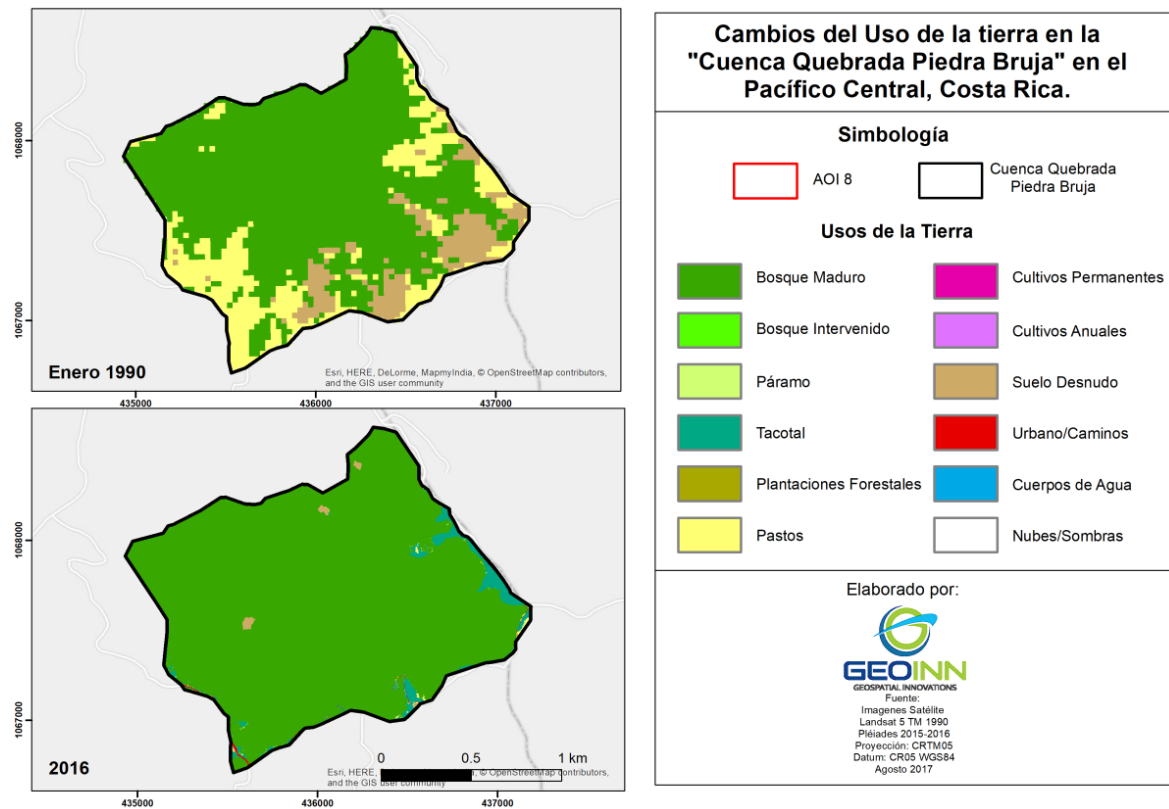 1068000
1067000
Enero 1990
Esri, HERE, DeLorme, MapmyIndia, © OpenStreetMap contributors,
and the GIS user community
435000
436000
437000
1068000
1067000
2016
0
0.5
1 km
Esri, HERE,
a, © OpenStreetMap contributors,
and the GIS user community
435000
436000
437000
Cambios del Uso de la tierra en la
"Cuenca Quebrada Piedra Bruja" en el
Pacífico Central, Costa Rica.
Simbología
AOI 8
Cuenca Quebrada
Piedra Bruja
Usos de la Tierra
Bosque Maduro
Cultivos Permanentes
Bosque Intervenido
Cultivos Anuales
Páramo
Suelo Desnudo
Tacotal
Urbano/Caminos
Plantaciones Forestales
Cuerpos de Agua
Pastos
Nubes/Sombras
Elaborado por:
GEOINN
GEOSPATIAL INNOVATIONS
Fuente:
Imagenes Satélite
Landsat 5 TM 1990
Pléiades 2015-2016
Proyección: CRTM05
Datum: CR05 WGS84
Agosto 2017